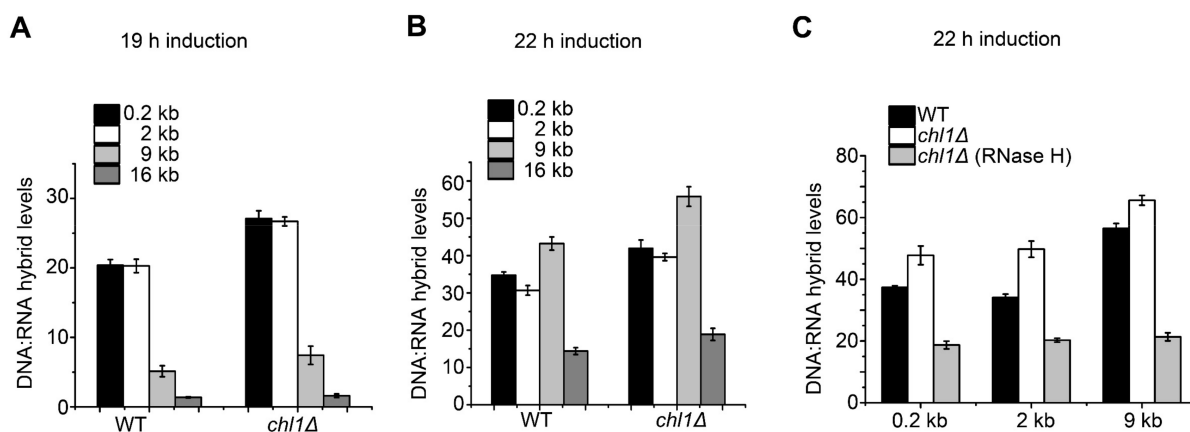 A
19 h induction
0.2 kb
2 kb
9 kb
16 kb
DNA:RNA hybrid levels
30
20
10
0
WT
chl1Δ
B
22 h induction
0.2 kb
2 kb
9 kb
16 kb
DNA:RNA hybrid levels
60
50
40
30
20
10
0
WT
chl1Δ
C
22 h induction
WT
chl1Δ
chl1Δ (RNase H)
DNA:RNA hybrid levels
80
60
40
20
0
0.2 kb
2 kb
9 kb